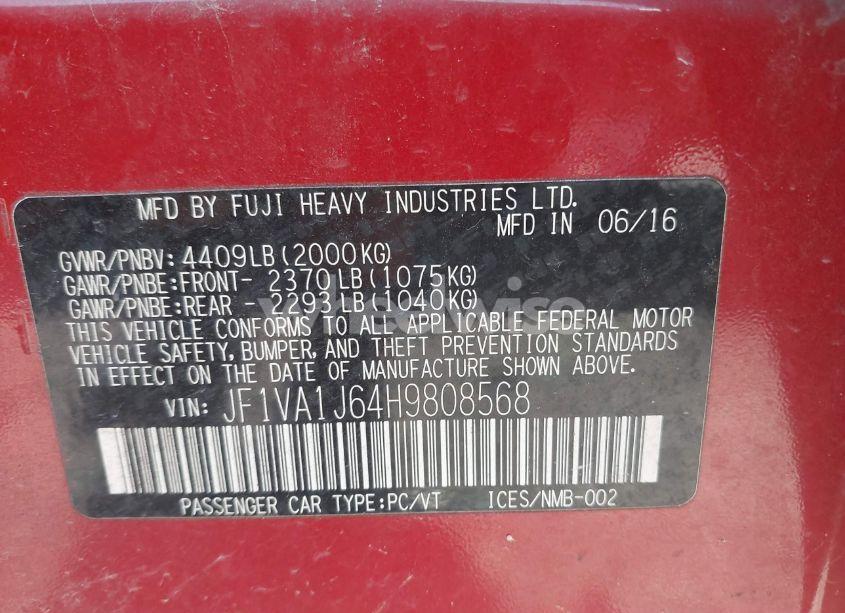 MFD BY FUJI HEAVY INDUSTRIES LTD.
MFD IN 06/16
GVWR/PNBV: 4409LB(2000KG)
GAWR/PNBE:FRONT- 2370LB(1075KG)
GAWR/PNBE:REAR - 2293LB(1040KG)
THIS VEHICLE CONFORMS TO ALL APPLICABLE FEDERAL MOTOR
VEHICLE SAFETY, BUMPER, AND THEFT PREVENTION STANDARDS
IN EFFECT ON THE DATE OF MANUFACTURE SHOWN ABOVE.
VIN: JF1VA1J64H9808568
PASSENGER CAR TYPE:PC/VT ICES/NMB-002